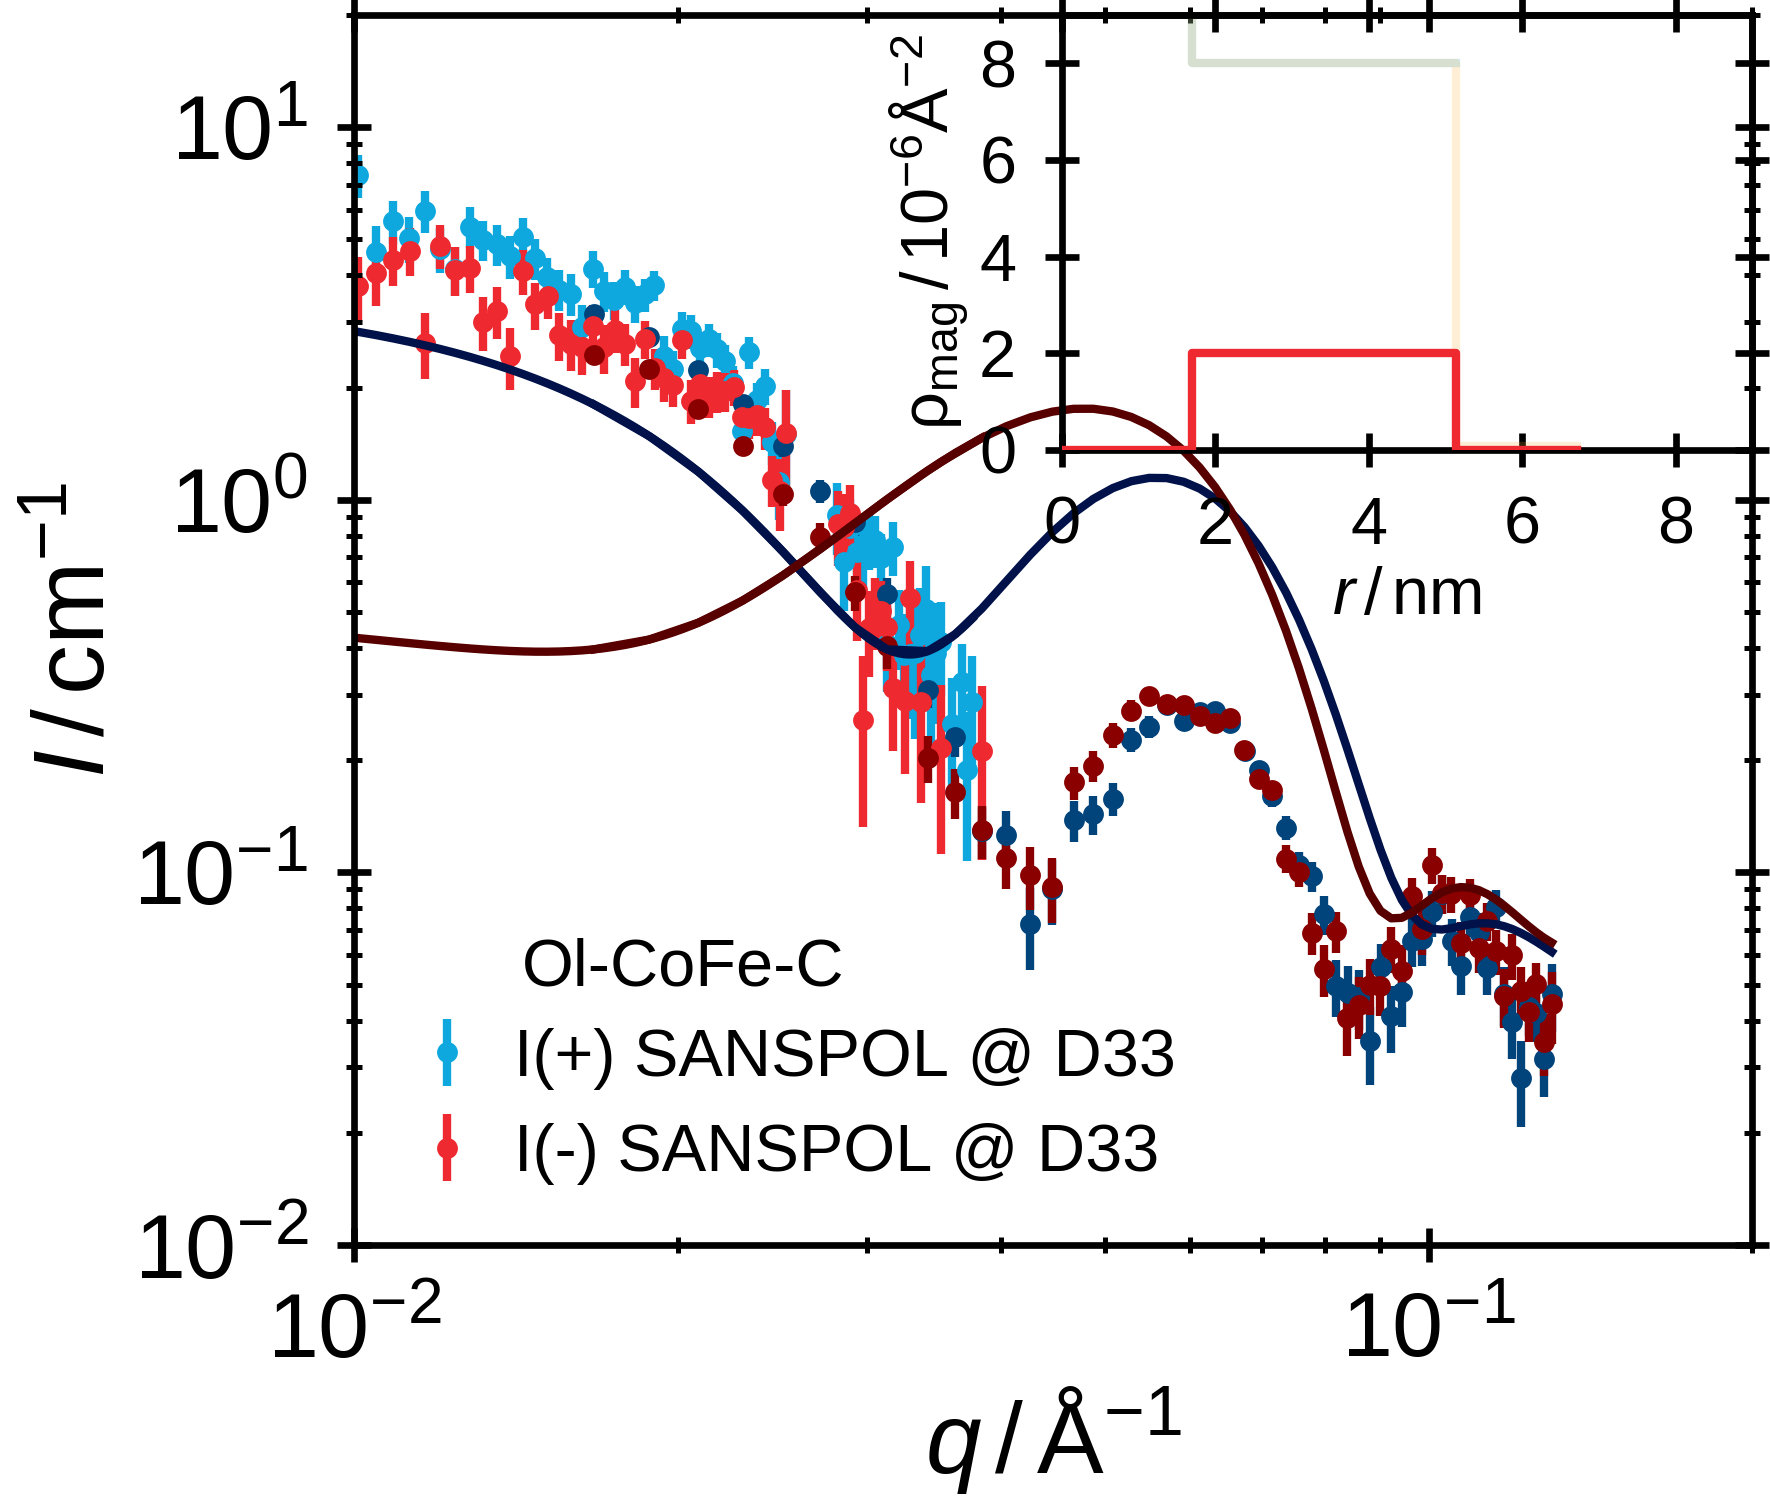 10¹
10⁰
10⁻¹
10⁻²
I / cm⁻¹
10⁻²
10⁻¹
q / Å⁻¹
8
6
4
2
0
ρmag / 10⁻⁶Å⁻²
0 2 4 6 8
r / nm
Ol-CoFe-C
I(+) SANSPOL @ D33
I(-) SANSPOL @ D33